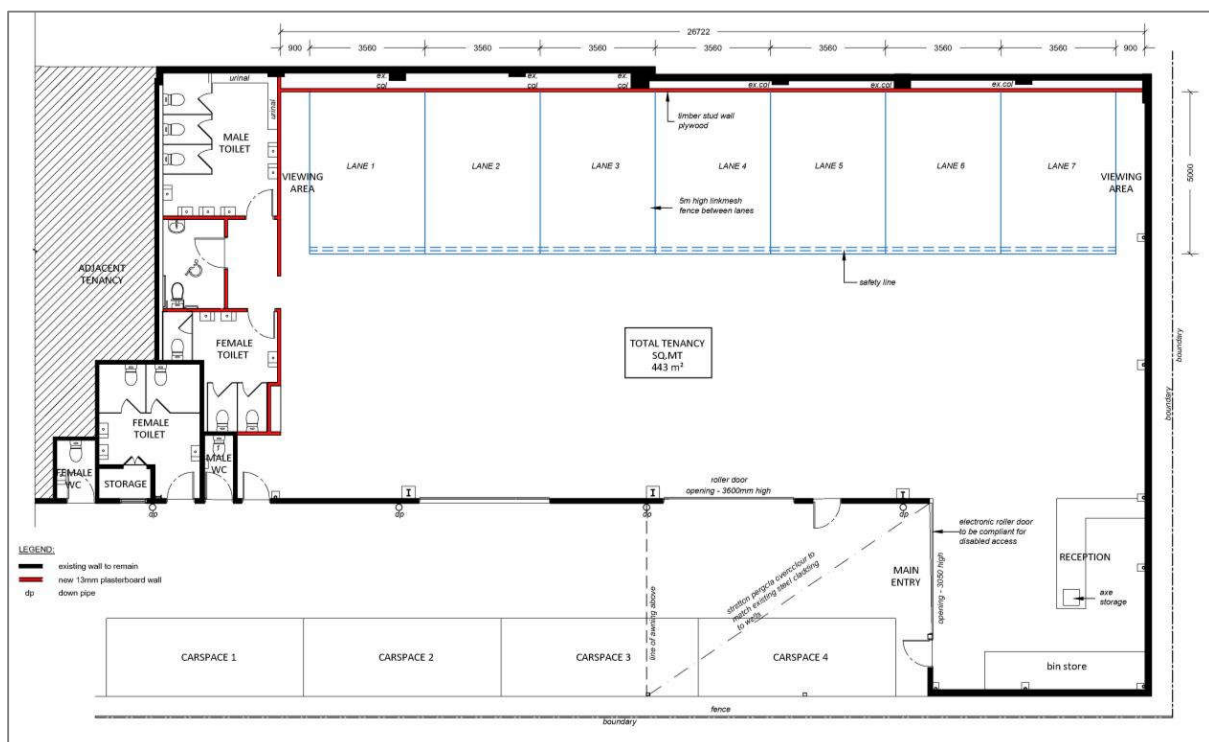 26722
900 3560 3560 3560 3560 3560 3560 3560 900
urinal
urinal
ex.
col
ex.
col
ex.
col
ex.col
ex.col
ex.col
timber stud wall
plywood
MALE
TOILET
VIEWING
AREA
LANE 1
LANE 2
LANE 3
LANE 4
LANE 5
LANE 6
LANE 7
VIEWING
AREA
5000
5m high linkmesh
fence between lanes
safety line
ADJACENT
TENANCY
FEMALE
TOILET
TOTAL TENANCY
SQ.MT
443 m²
boundary
boundary
FEMALE
TOILET
FEMALE
WC
STORAGE
MALE
WC
dp
dp
dp
dp
roller door
opening - 3600mm high
electronic roller door
to be compliant for
disabled access
RECEPTION
MAIN
ENTRY
opening - 3050 high
axe
storage
LEGEND:
existing wall to remain
new 13mm plasterboard wall
dp down pipe
line of awning above
match existing steel cladding
CARSPACE 1
CARSPACE 2
CARSPACE 3
CARSPACE 4
bin store
fence
boundary